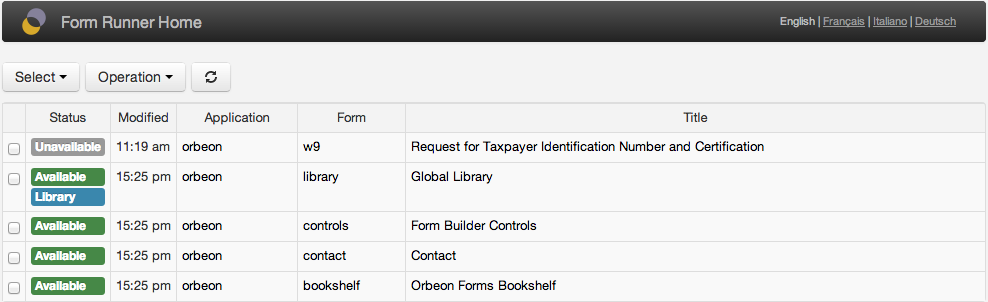 Form Runner Home
English | Français | Italiano | Deutsch
Select Operation
Status Modified Application Form Title
Unavailable 11:19 am orbeon w9 Request for Taxpayer Identification Number and Certification
Available 15:25 pm orbeon library Global Library
Library
Available 15:25 pm orbeon controls Form Builder Controls
Available 15:25 pm orbeon contact Contact
Available 15:25 pm orbeon bookshelf Orbeon Forms Bookshelf